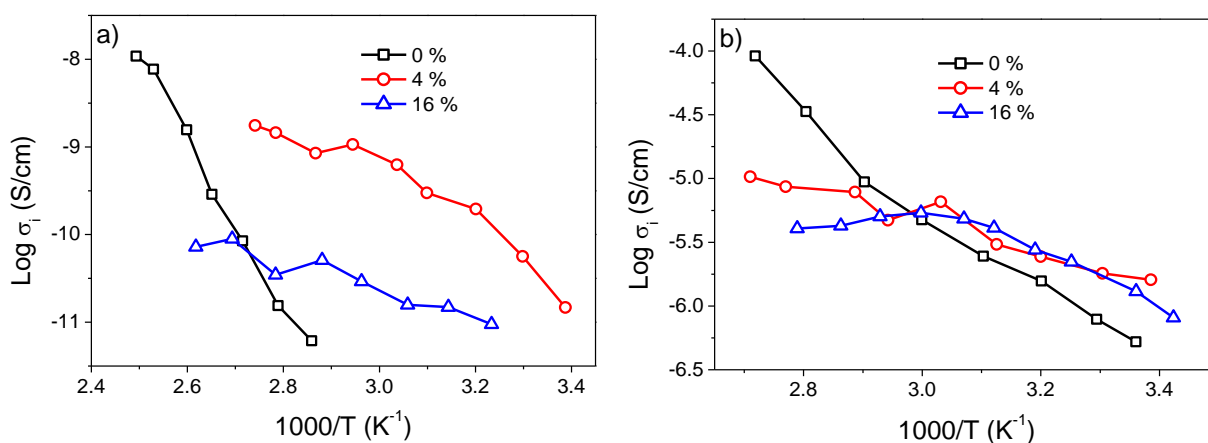 a)
0 %
4 %
16 %
-8
-9
-10
-11
Log σi (S/cm)
2.4 2.6 2.8 3.0 3.2 3.4
1000/T (K-1)
b)
0 %
4 %
16 %
-4.0
-4.5
-5.0
-5.5
-6.0
-6.5
Log σi (S/cm)
2.8 3.0 3.2 3.4
1000/T (K-1)